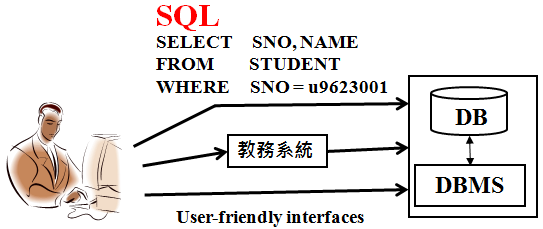 SQL
SELECT SNO, NAME
FROM STUDENT
WHERE SNO = u9623001
DB
教務系統
DBMS
User-friendly interfaces